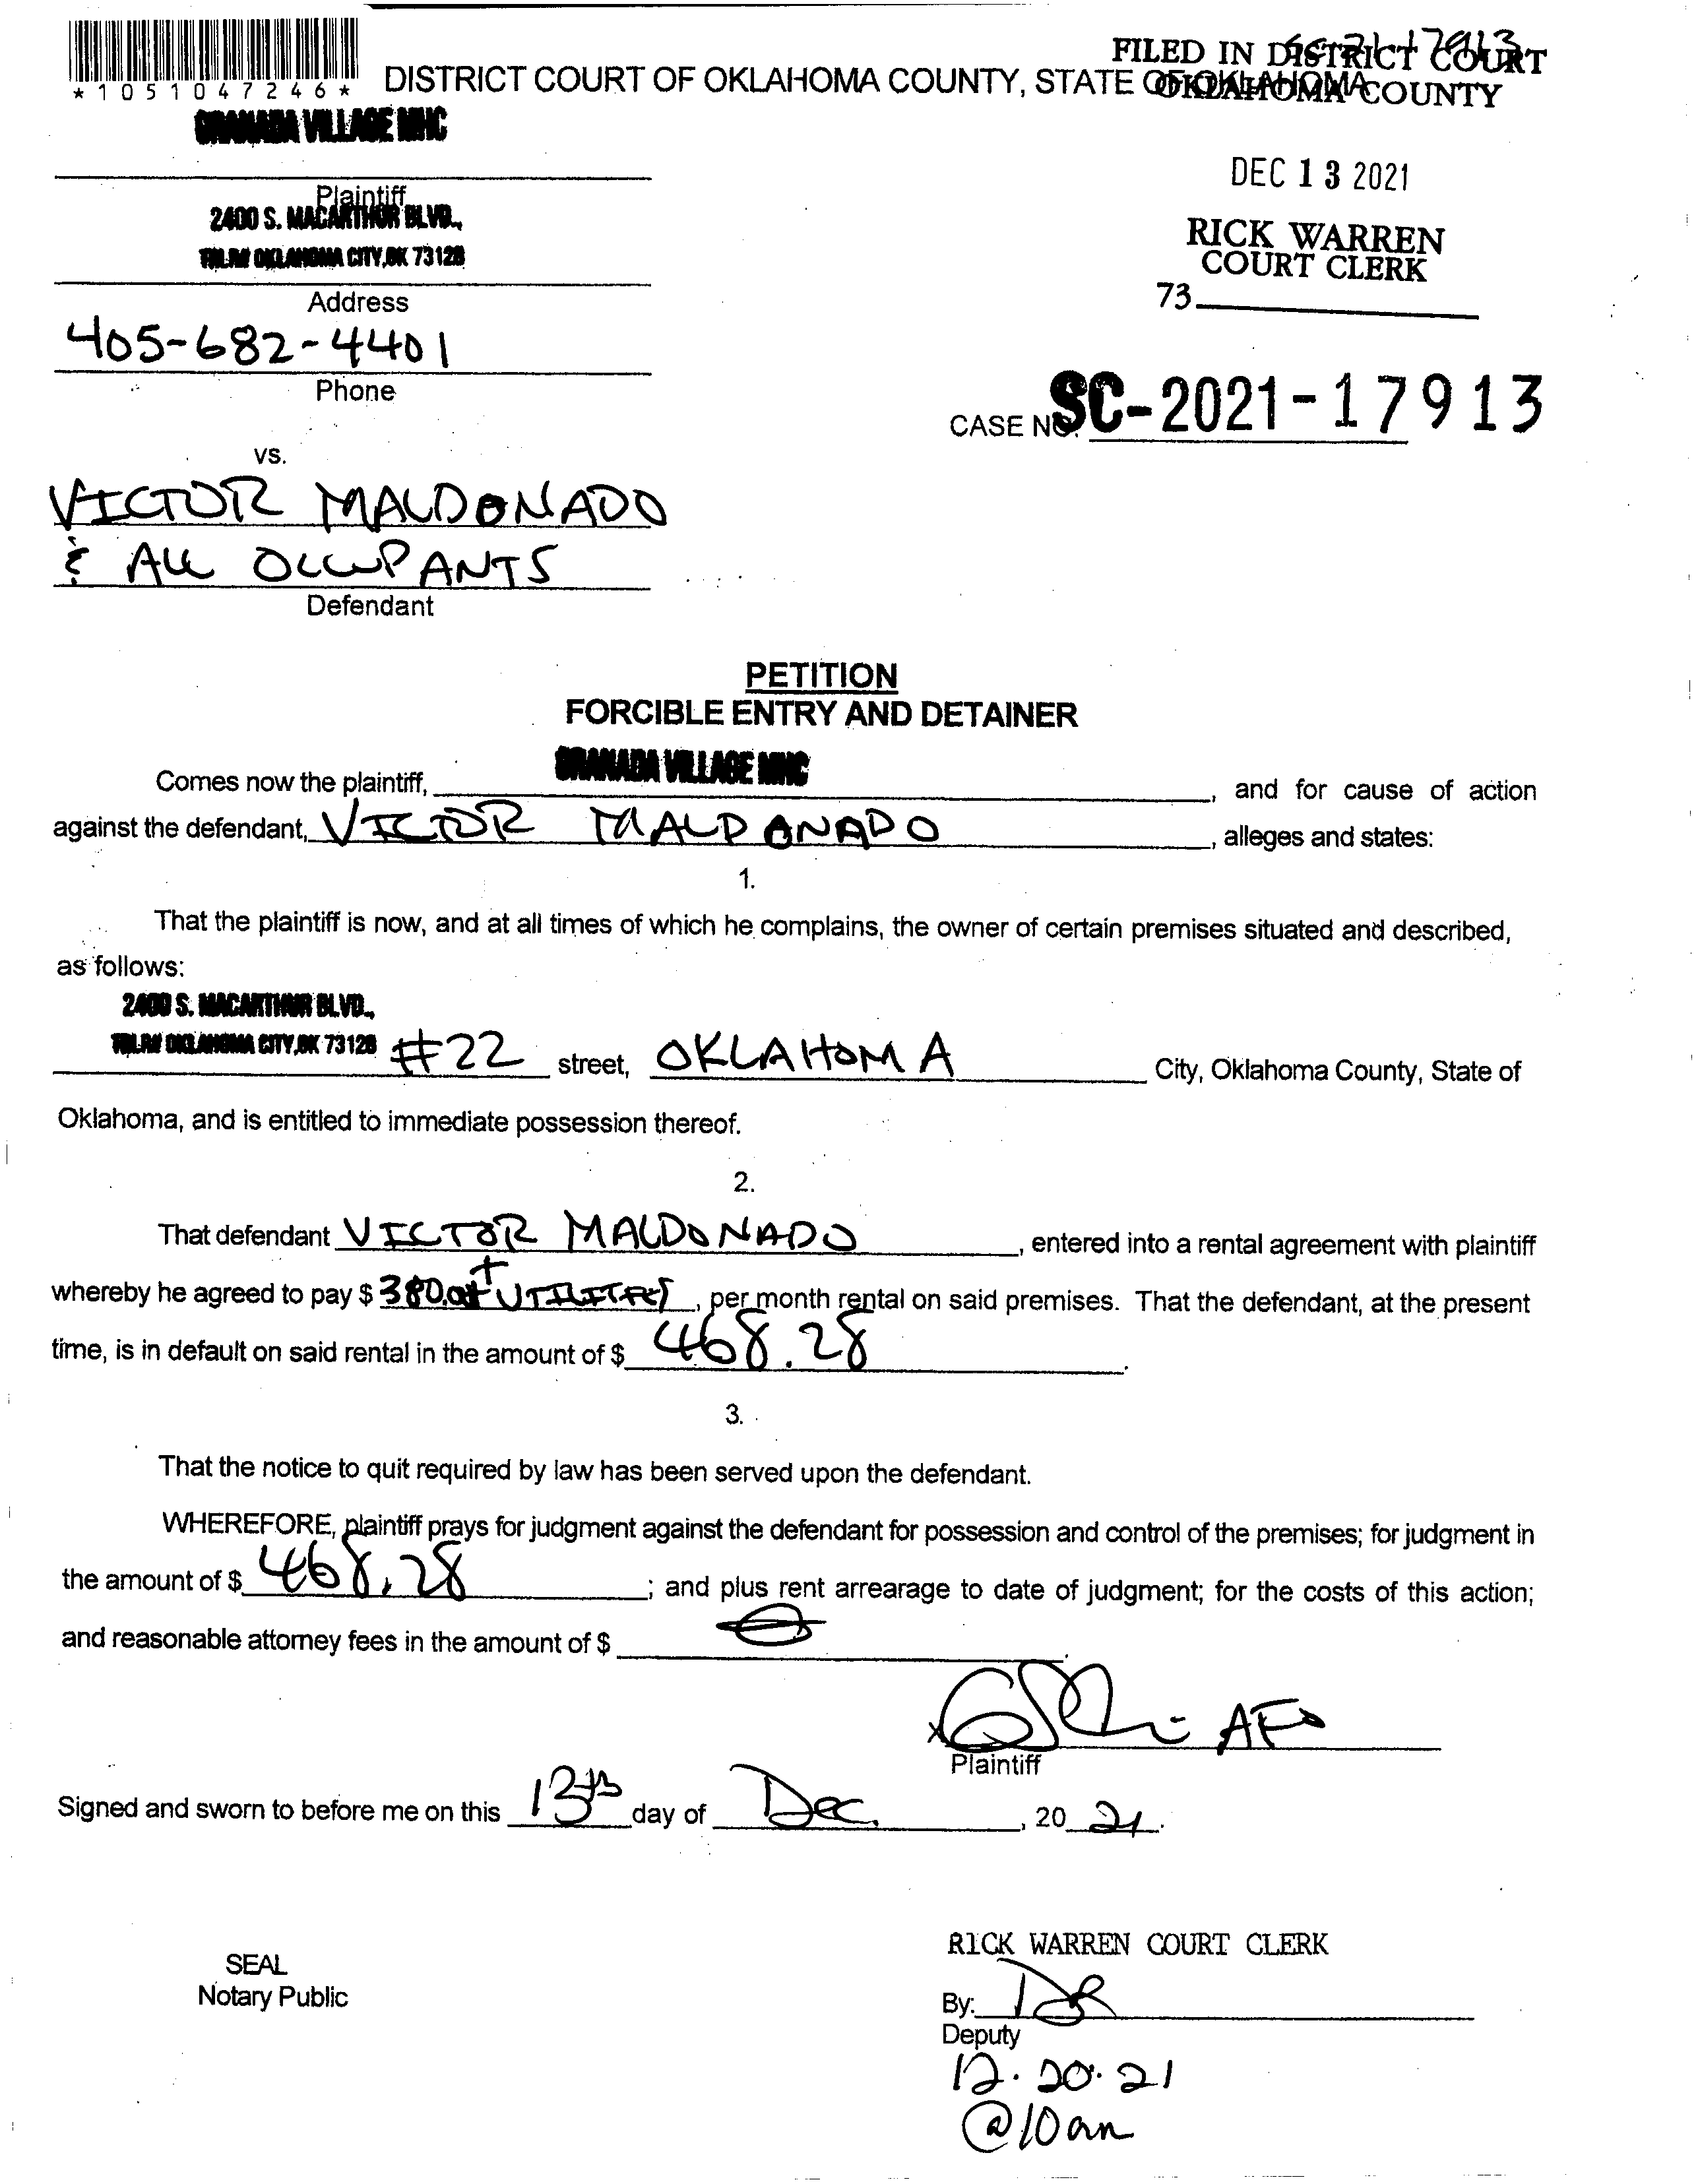 SC-21-17913
FILED IN DISTRICT COURT
*1051047246*
DISTRICT COURT OF OKLAHOMA COUNTY, STATE OF OKLAHOMA
OKLAHOMA COUNTY
GRANADA VILLAGE MHC
DEC 13 2021
Plaintiff
2400 S. MACARTHUR BLVD.,
RICK WARREN
COURT CLERK
OKLAHOMA CITY, OK 73128
73
Address
405-682-4401
Phone
CASE NO. SC-2021-17913
vs.
VICTOR MALDONADO
& ALL OCCUPANTS
Defendant
PETITION
FORCIBLE ENTRY AND DETAINER
Comes now the plaintiff, GRANADA VILLAGE MHC, and for cause of action
against the defendant, VICTOR MALDONADO, alleges and states:
1.
That the plaintiff is now, and at all times of which he complains, the owner of certain premises situated and described,
as follows:
2400 S. MACARTHUR BLVD.,
OKLAHOMA CITY, OK 73128 #22 street, OKLAHOMA City, Oklahoma County, State of
Oklahoma, and is entitled to immediate possession thereof.
2.
That defendant VICTOR MALDONADO, entered into a rental agreement with plaintiff
whereby he agreed to pay $ 380.00 + UTILITIES, per month rental on said premises. That the defendant, at the present
time, is in default on said rental in the amount of $ 468.28.
3.
That the notice to quit required by law has been served upon the defendant.
WHEREFORE, plaintiff prays for judgment against the defendant for possession and control of the premises; for judgment in
the amount of $ 468.28; and plus rent arrearage to date of judgment; for the costs of this action;
and reasonable attorney fees in the amount of $
X
Plaintiff
Signed and sworn to before me on this 13th day of Dec., 20 21.
RICK WARREN COURT CLERK
SEAL
Notary Public
By:
Deputy
12.20.21
@10am